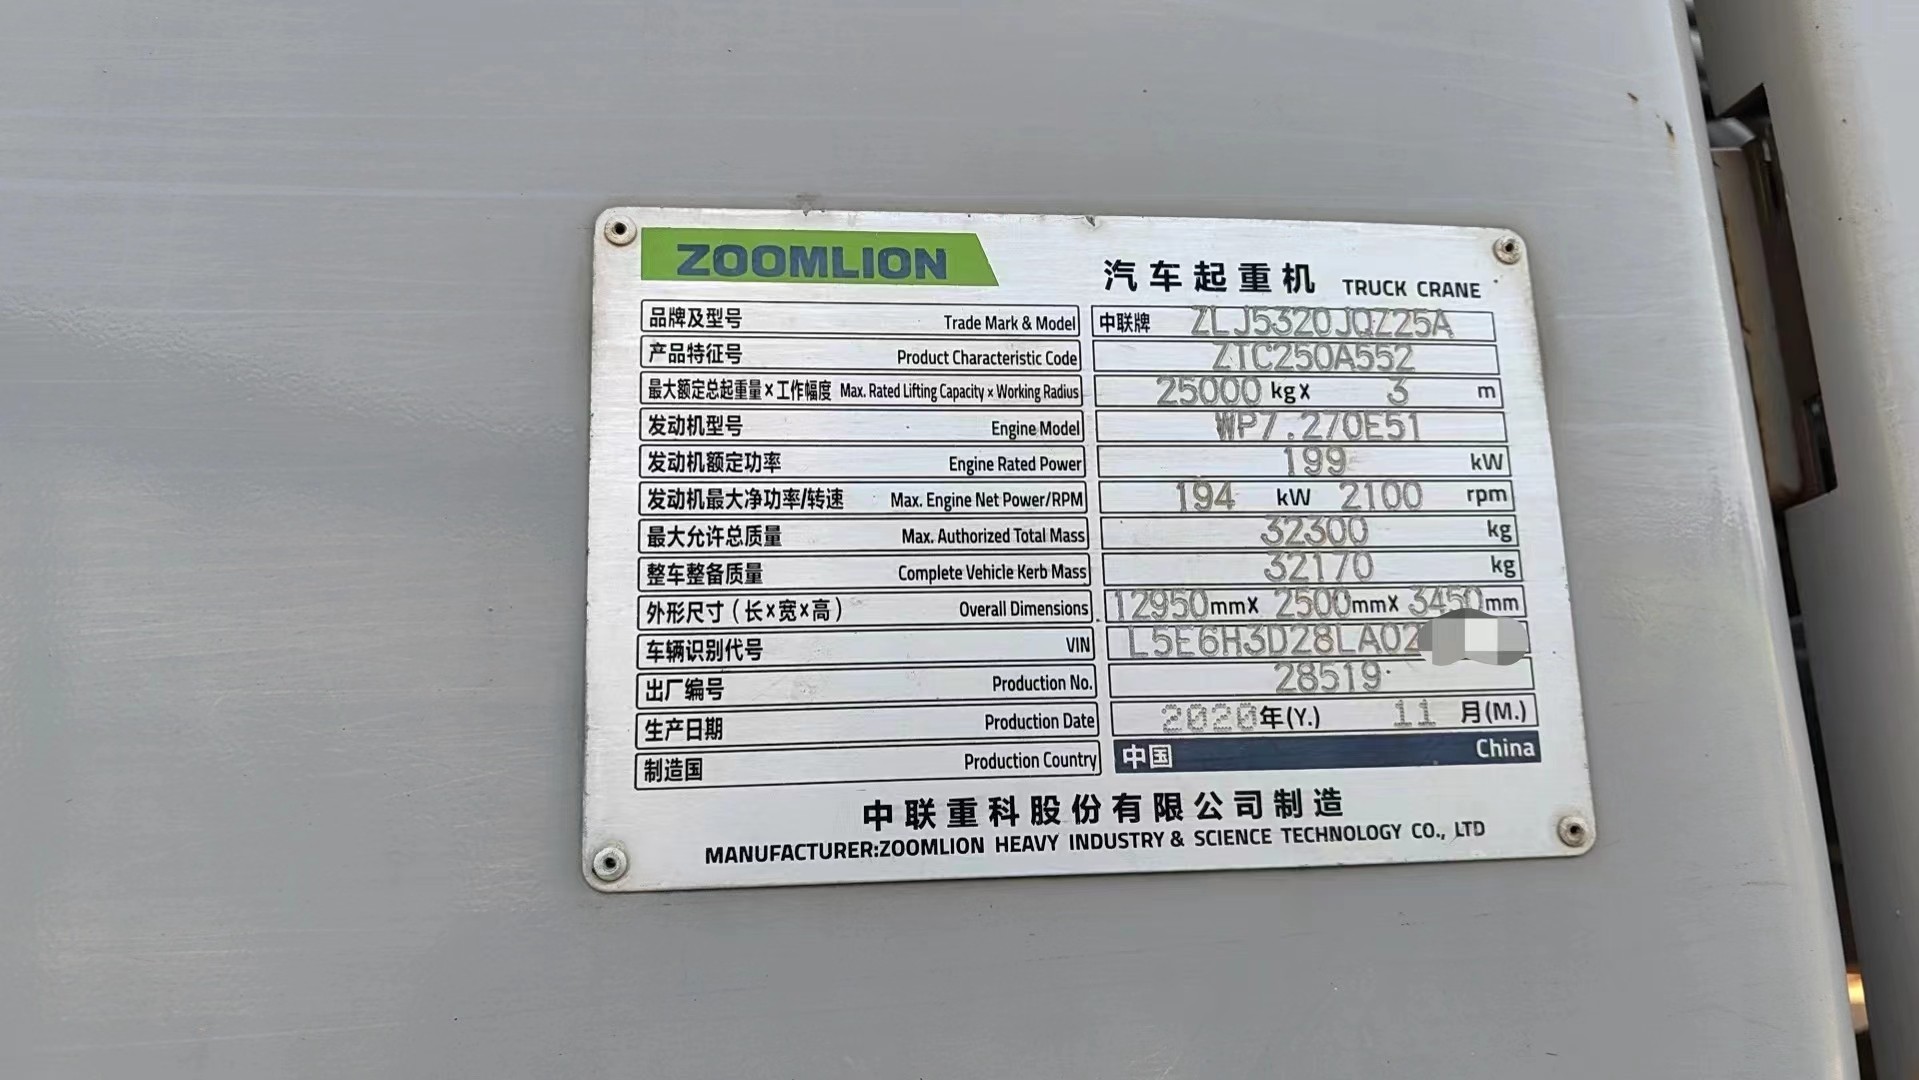 ZOOMLION
汽车起重机 TRUCK CRANE
品牌及型号 Trade Mark & Model 中联牌 ZLJ5320JQZ25A
产品特征号 Product Characteristic Code ZTC250A552
最大额定总起重量×工作幅度 Max. Rated Lifting Capacity × Working Radius 25000 kg X 3 m
发动机型号 Engine Model WP7.270E51
发动机额定功率 Engine Rated Power 199 kW
发动机最大净功率/转速 Max. Engine Net Power/RPM 194 kW 2100 rpm
最大允许总质量 Max. Authorized Total Mass 32300 kg
整车整备质量 Complete Vehicle Kerb Mass 32170 kg
外形尺寸（长×宽×高） Overall Dimensions 12950mmX 2500mmX 3450mm
车辆识别代号 VIN L5E6H3D28LA02
出厂编号 Production No. 28519
生产日期 Production Date 2020年(Y.) 11月(M.)
制造国 Production Country 中国 China
中联重科股份有限公司制造
MANUFACTURER:ZOOMLION HEAVY INDUSTRY & SCIENCE TECHNOLOGY CO., LTD